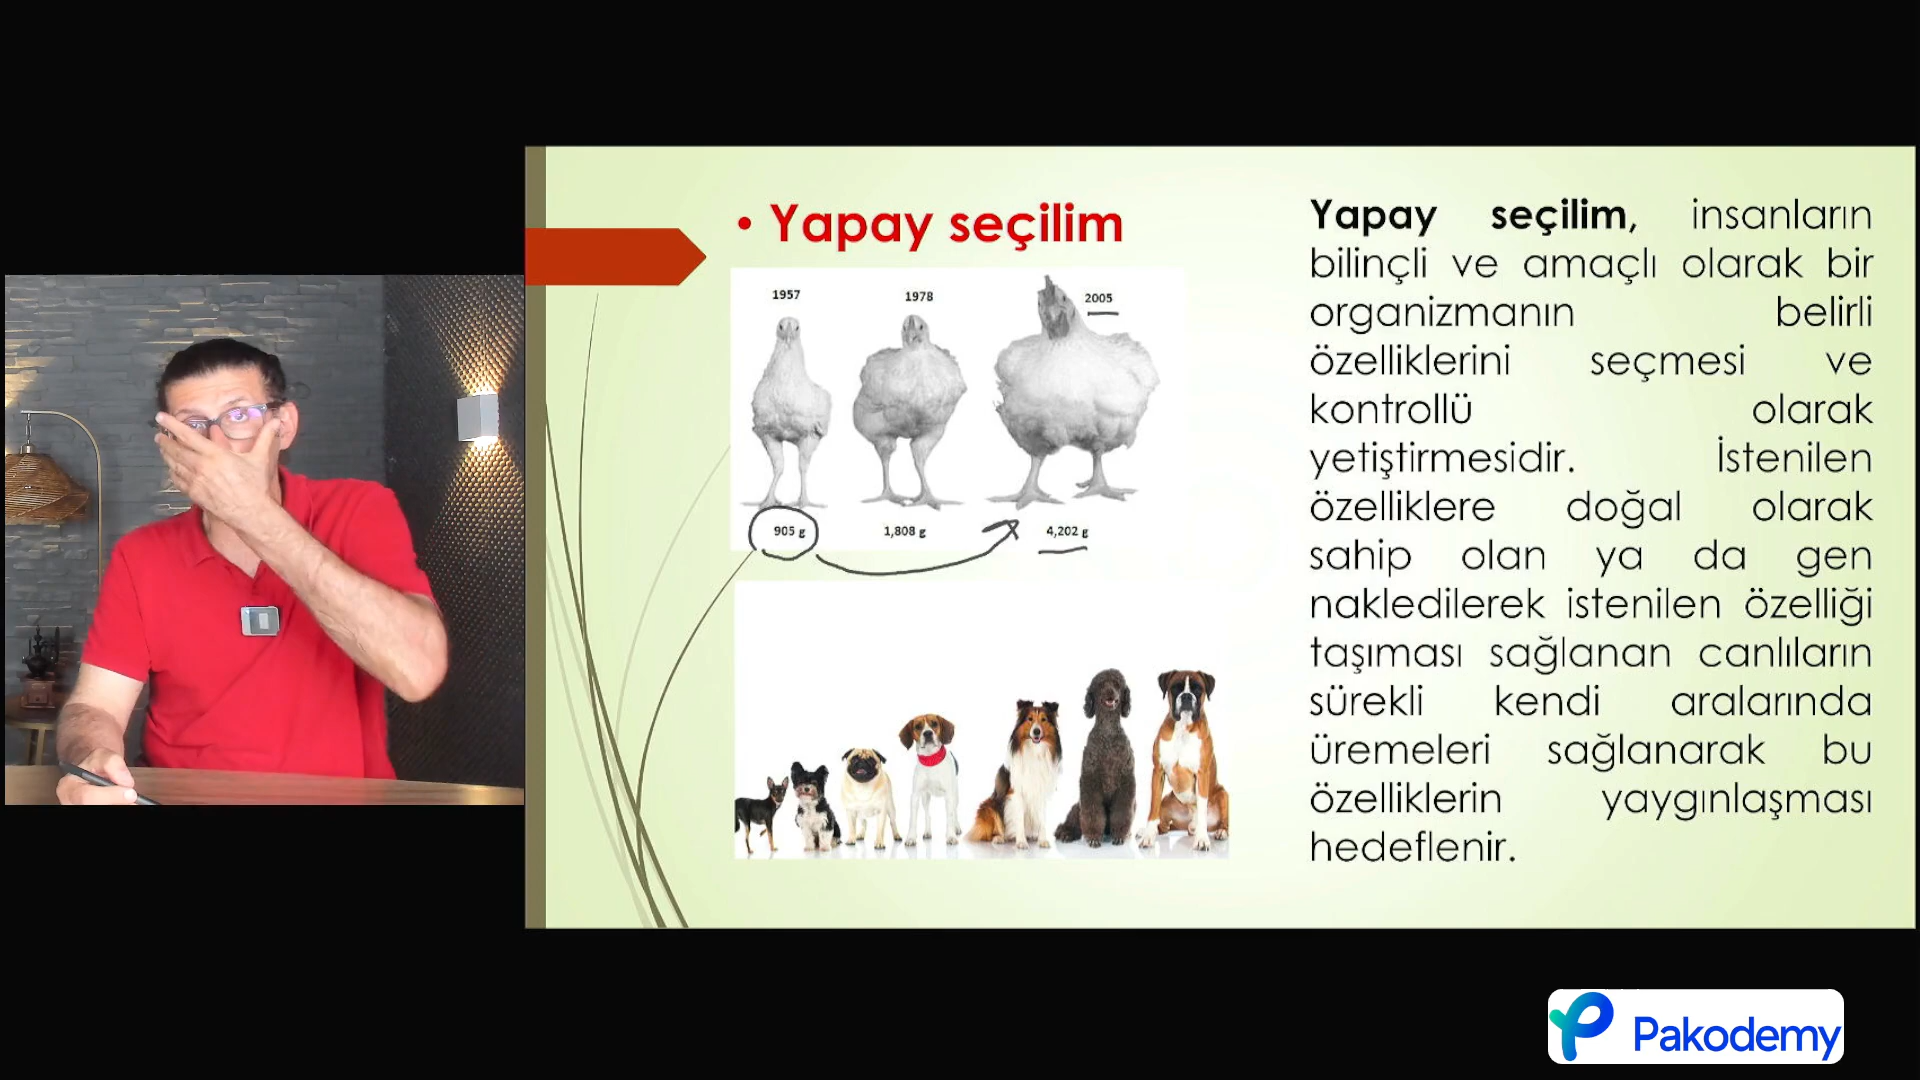 • Yapay seçilim
1957 1978 2005
905 g 1,808 g 4,202 g
Yapay seçilim, insanların
bilinçli ve amaçlı olarak bir
organizmanın belirli
özelliklerini seçmesi ve
kontrollü olarak
yetiştirmesidir. İstenilen
özelliklere doğal olarak
sahip olan ya da gen
nakledilerek istenilen özelliği
taşıması sağlanan canlıların
sürekli kendi aralarında
üremeleri sağlanarak bu
özelliklerin yaygınlaşması
hedeflenir.
Pakodemy